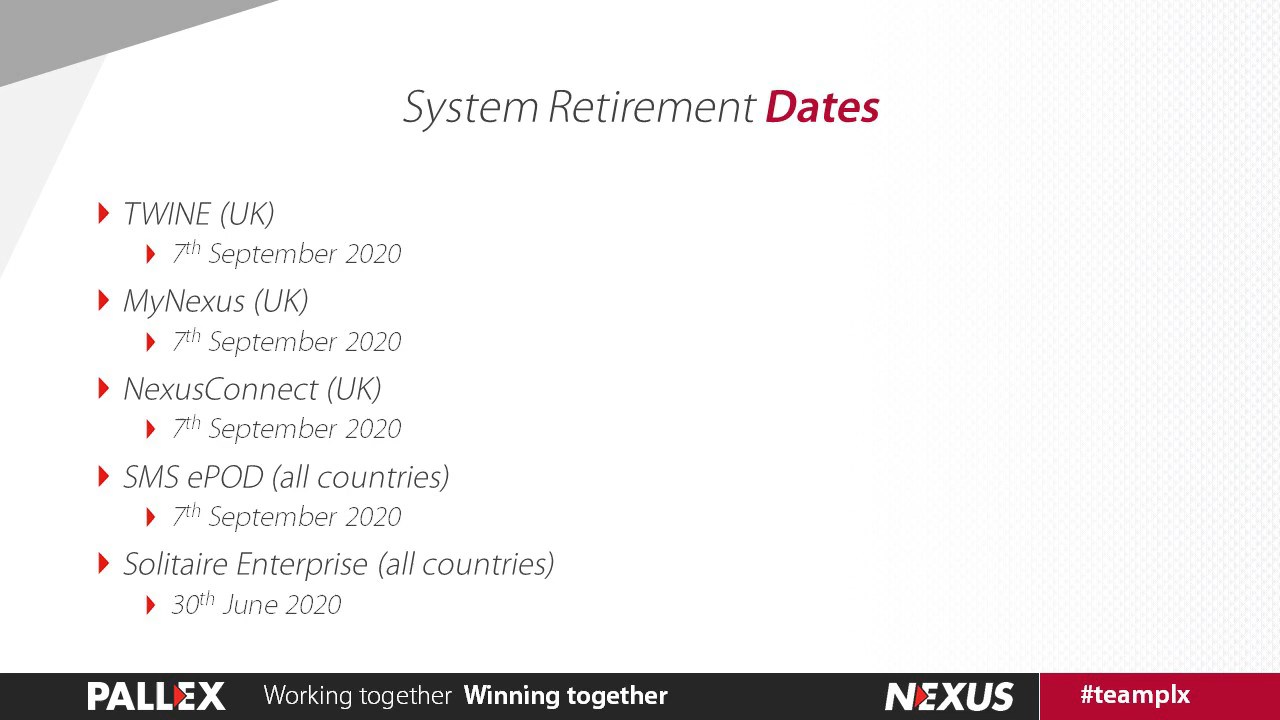 System Retirement Dates
TWINE (UK)
7th September 2020
MyNexus (UK)
7th September 2020
NexusConnect (UK)
7th September 2020
SMS ePOD (all countries)
7th September 2020
Solitaire Enterprise (all countries)
30th June 2020
PALLEX Working together Winning together NEXUS #teamplx